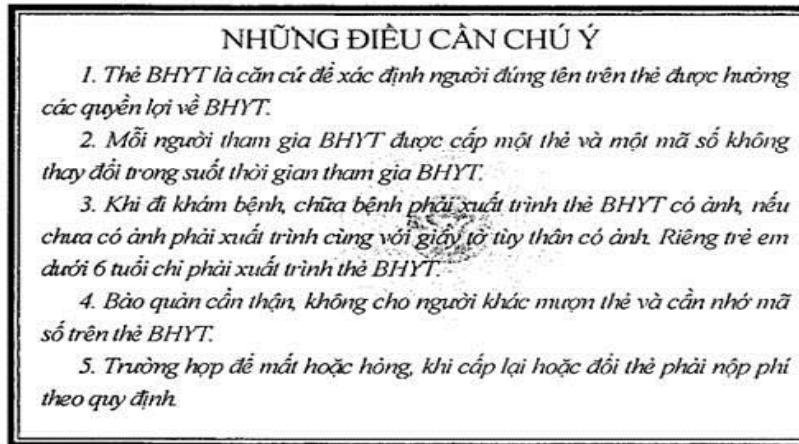 NHỮNG ĐIỀU CẦN CHÚ Ý
1. Thẻ BHYT là căn cứ để xác định người đứng tên trên thẻ được hưởng
các quyền lợi về BHYT.
2. Mỗi người tham gia BHYT được cấp một thẻ và một mã số không
thay đổi trong suốt thời gian tham gia BHYT.
3. Khi đi khám bệnh, chữa bệnh phải xuất trình thẻ BHYT có ảnh, nếu
chưa có ảnh phải xuất trình cùng với giấy tờ tùy thân có ảnh. Riêng trẻ em
dưới 6 tuổi chỉ phải xuất trình thẻ BHYT.
4. Bảo quản cẩn thận, không cho người khác mượn thẻ và cần nhớ mã
số trên thẻ BHYT.
5. Trường hợp để mất hoặc hỏng, khi cấp lại hoặc đổi thẻ phải nộp phí
theo quy định.